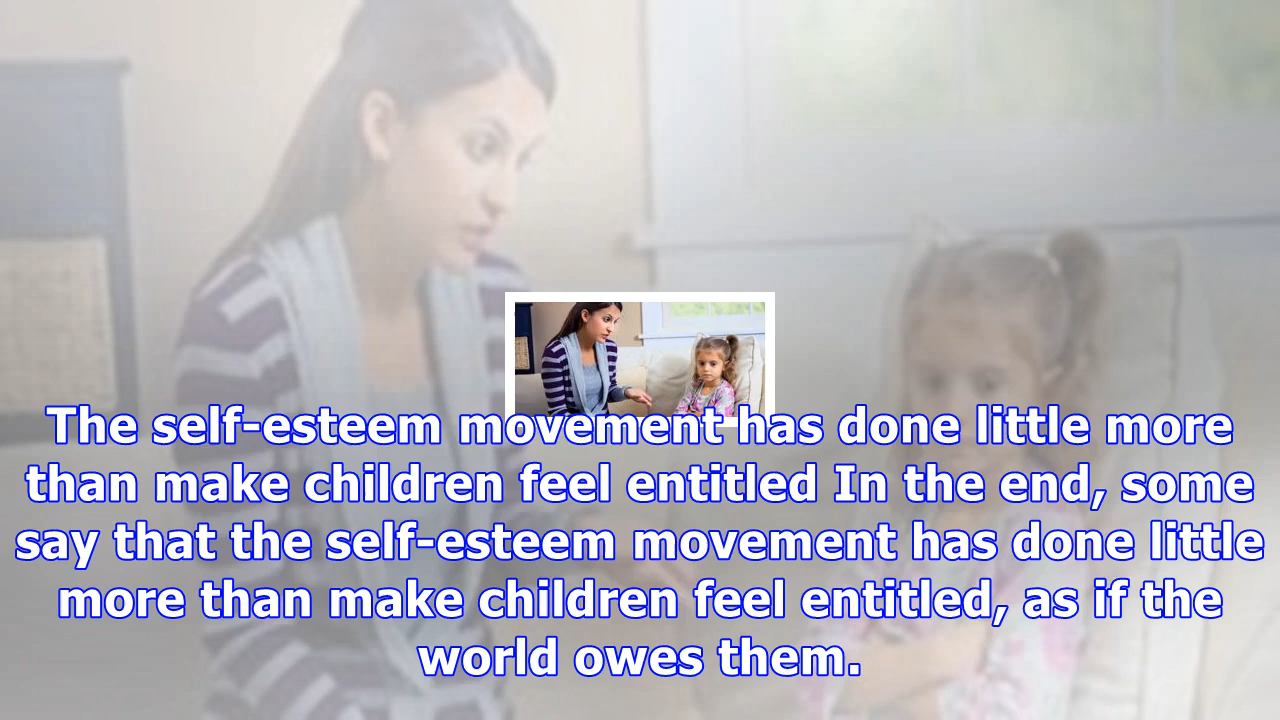 The self-esteem movement has done little more
than make children feel entitled In the end, some
say that the self-esteem movement has done little
more than make children feel entitled, as if the
world owes them.